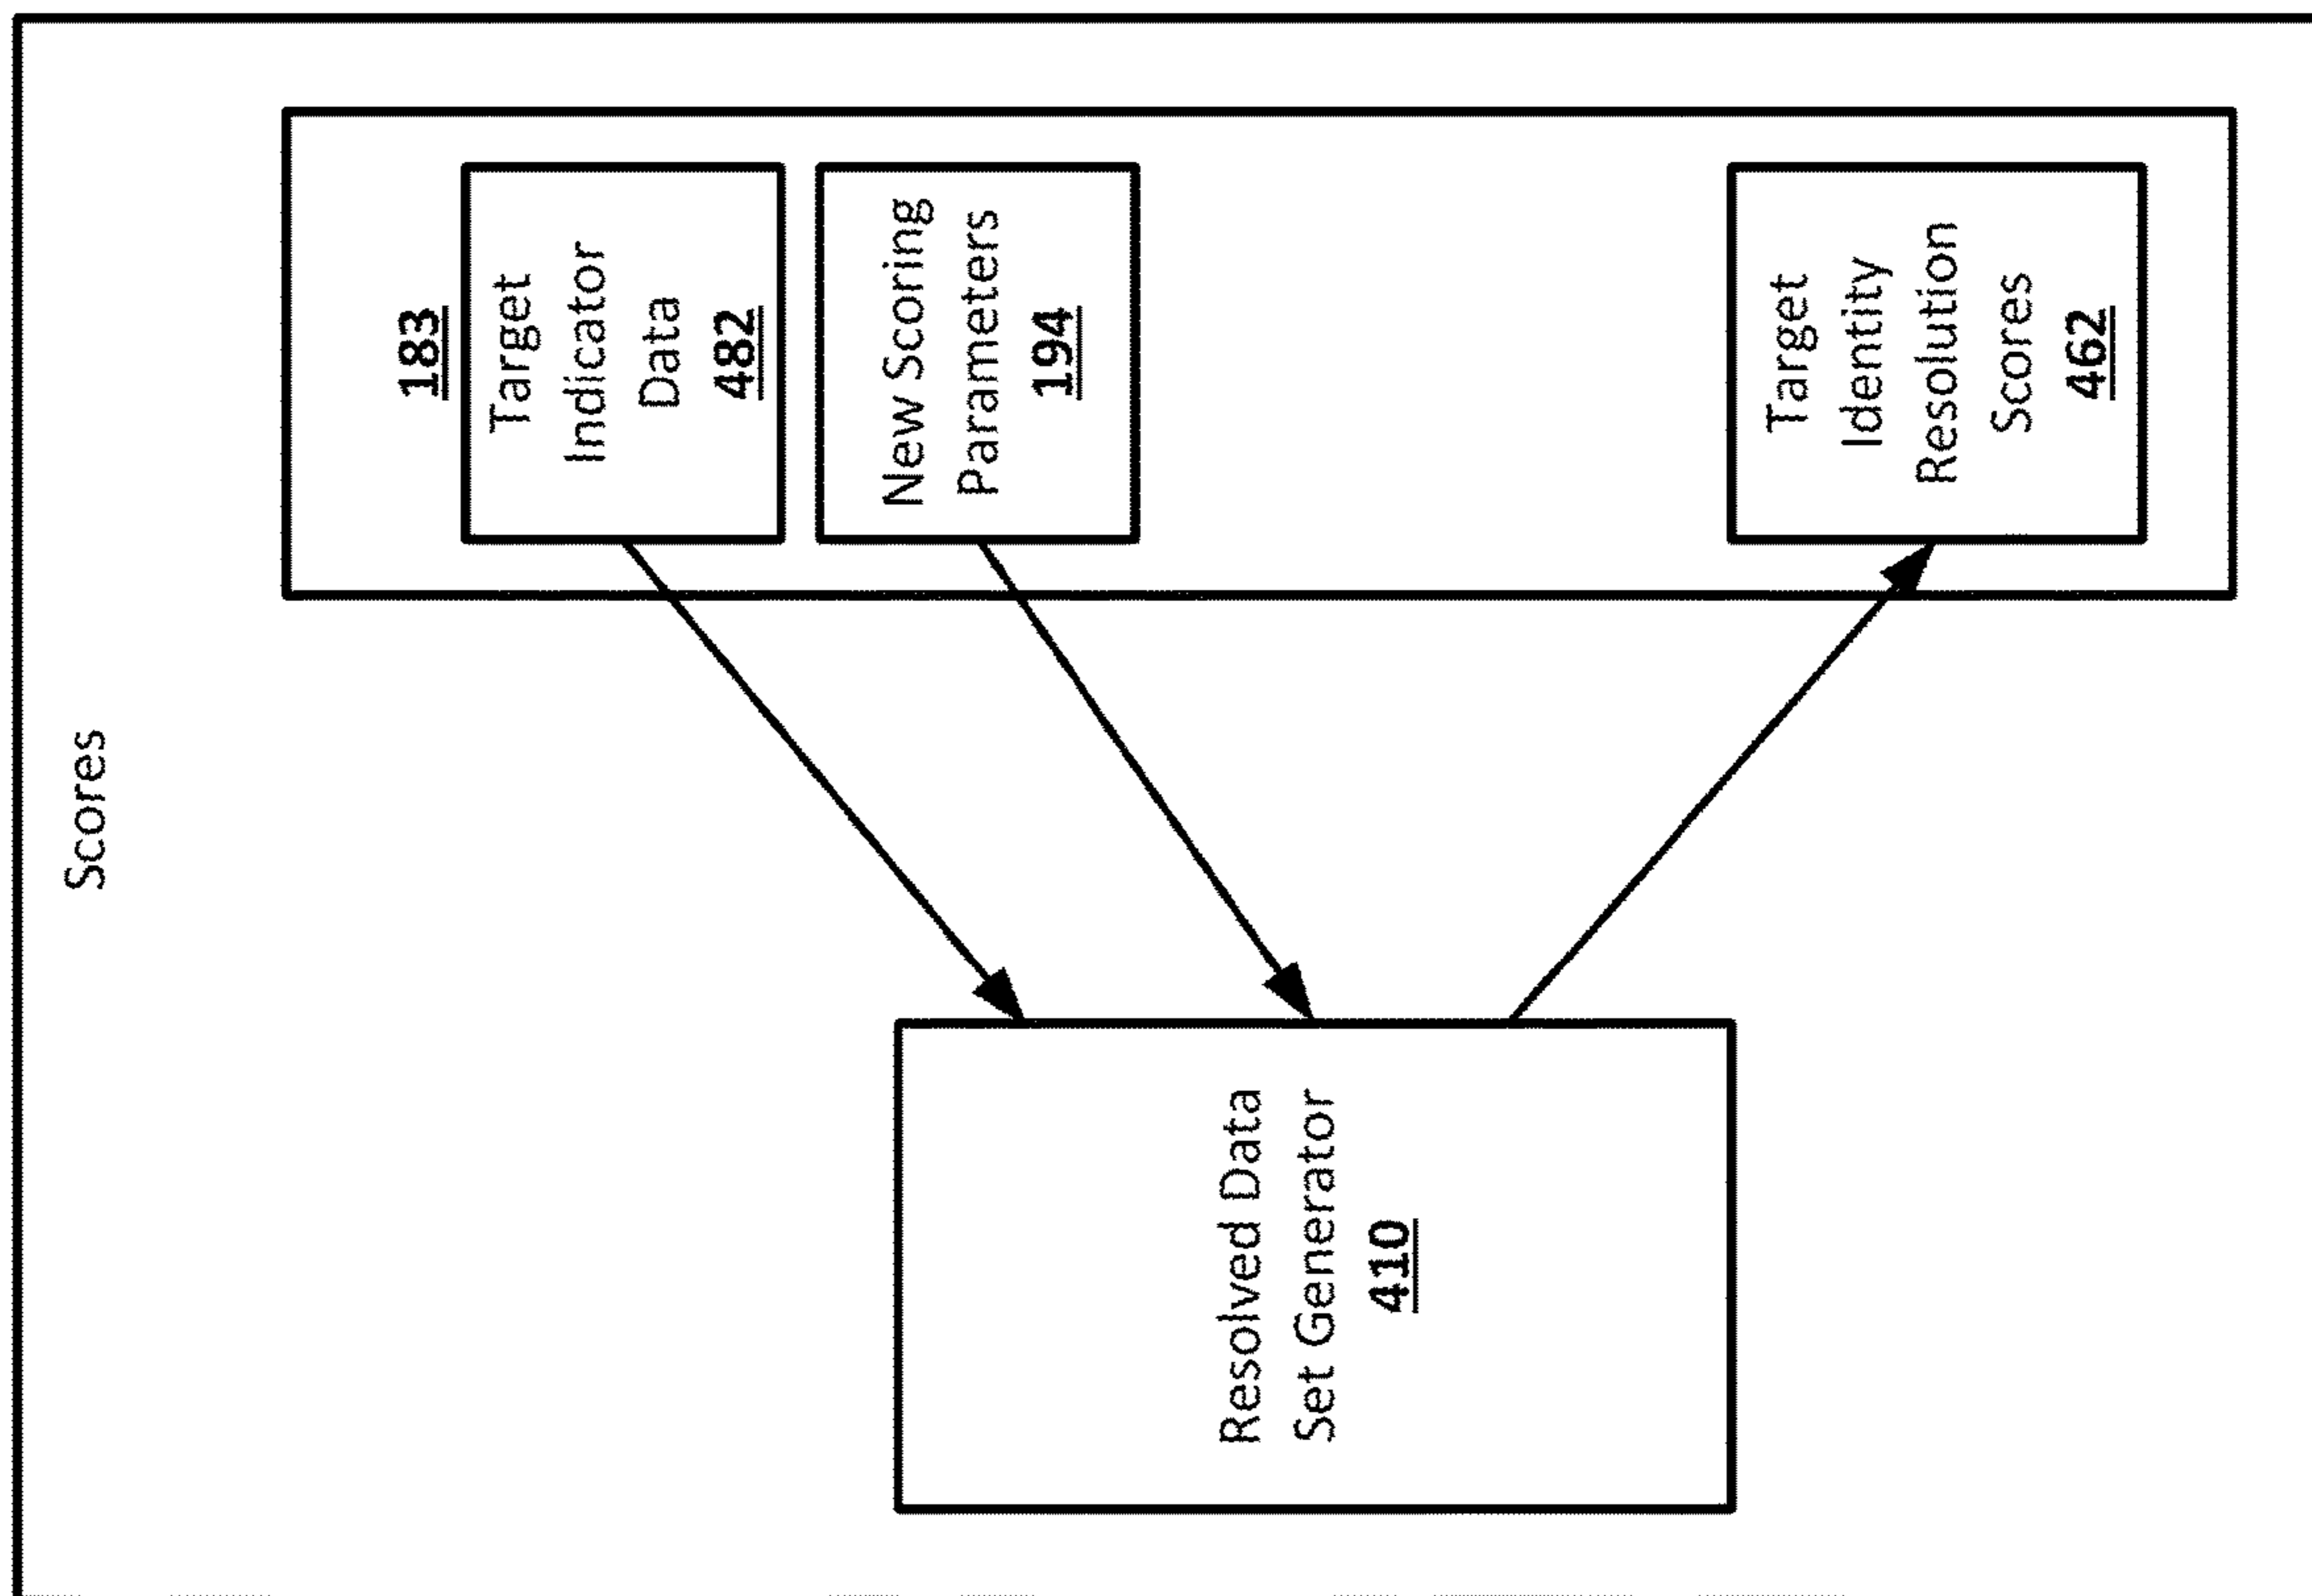 Scores
Resolved Data
Set Generator
410
183
Target
Indicator
Data
482
New Scoring
Parameters
194
Target
Identity
Resolution
Scores
462